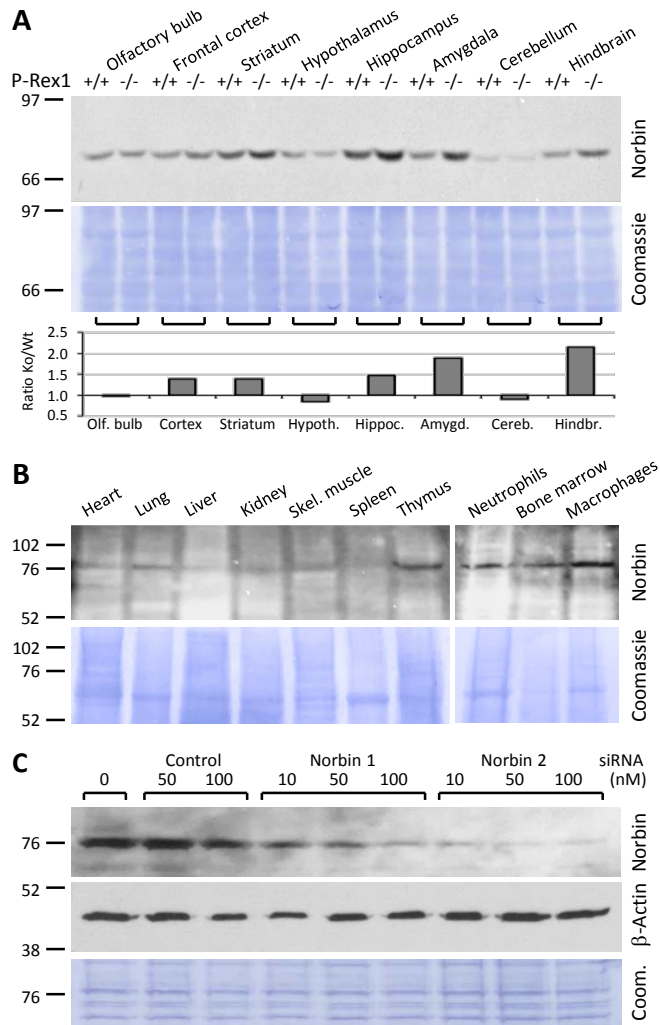 A
Olfactory bulb Frontal cortex Striatum Hypothalamus Hippocampus Amygdala Cerebellum Hindbrain
P-Rex1 +/+ -/- +/+ -/- +/+ -/- +/+ -/- +/+ -/- +/+ -/- +/+ -/- +/+ -/-
97
66
Norbin
97
66
Coomassie
Ratio Ko/Wt
2.5
2.0
1.5
1.0
0.5
Olf. bulb Cortex Striatum Hypoth. Hippoc. Amygd. Cereb. Hindbr.
B
Heart Lung Liver Kidney Skel. muscle Spleen Thymus Neutrophils Bone marrow Macrophages
102
76
52
Norbin
102
76
52
Coomassie
C
Control Norbin 1 Norbin 2 siRNA
0 50 100 10 50 100 10 50 100 (nM)
76
Norbin
52
38
β-Actin
76
Coom.